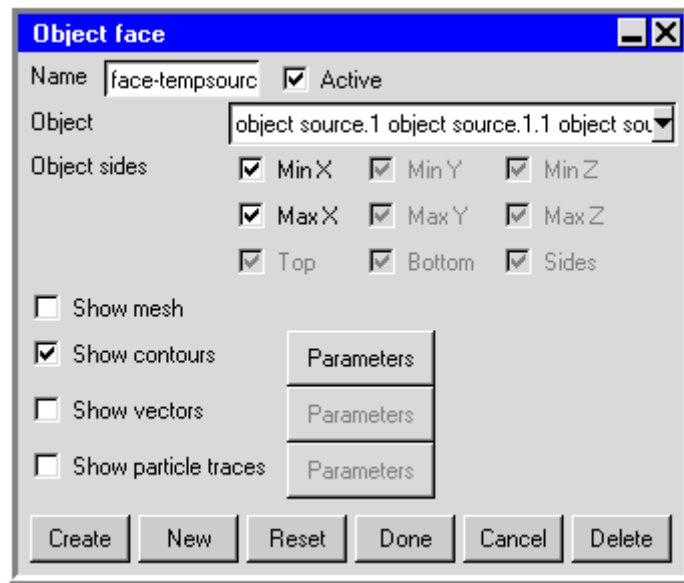 Object face
Name face-tempsourc Active
Object object source.1 object source.1.1 object sou
Object sides Min X Min Y Min Z
Max X Max Y Max Z
Top Bottom Sides
Show mesh
Show contours Parameters
Show vectors Parameters
Show particle traces Parameters
Create New Reset Done Cancel Delete